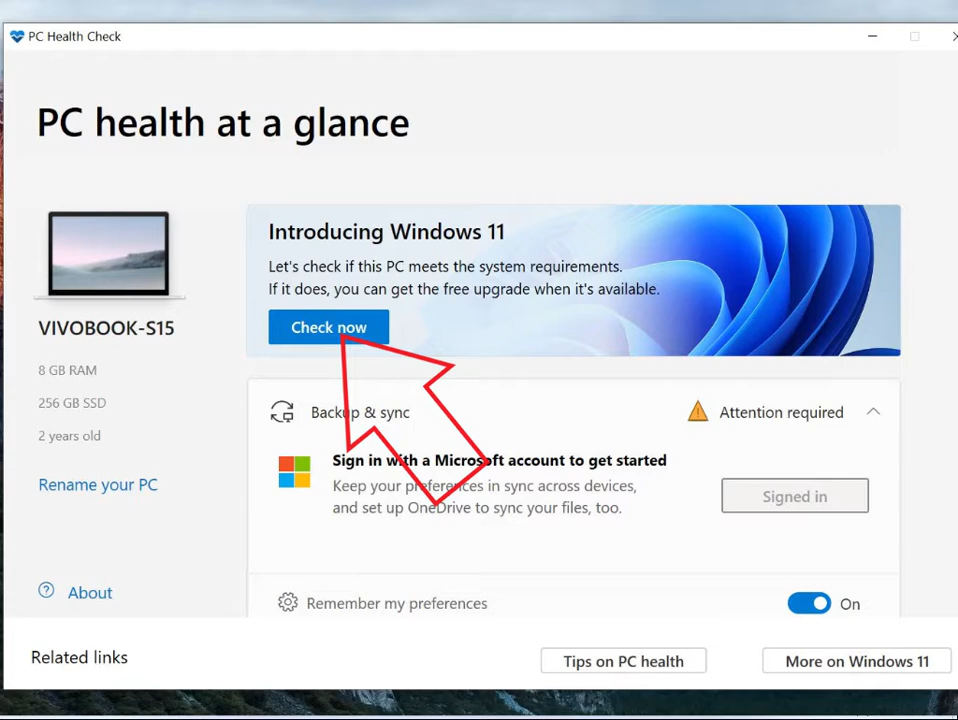 PC Health Check
PC health at a glance
VIVOBOOK-S15
8 GB RAM
256 GB SSD
2 years old
Rename your PC
About
Introducing Windows 11
Let's check if this PC meets the system requirements.
If it does, you can get the free upgrade when it's available.
Check now
Backup & sync
Attention required
Sign in with a Microsoft account to get started
Keep your preferences in sync across devices,
and set up OneDrive to sync your files, too.
Signed in
Remember my preferences
On
Related links
Tips on PC health
More on Windows 11